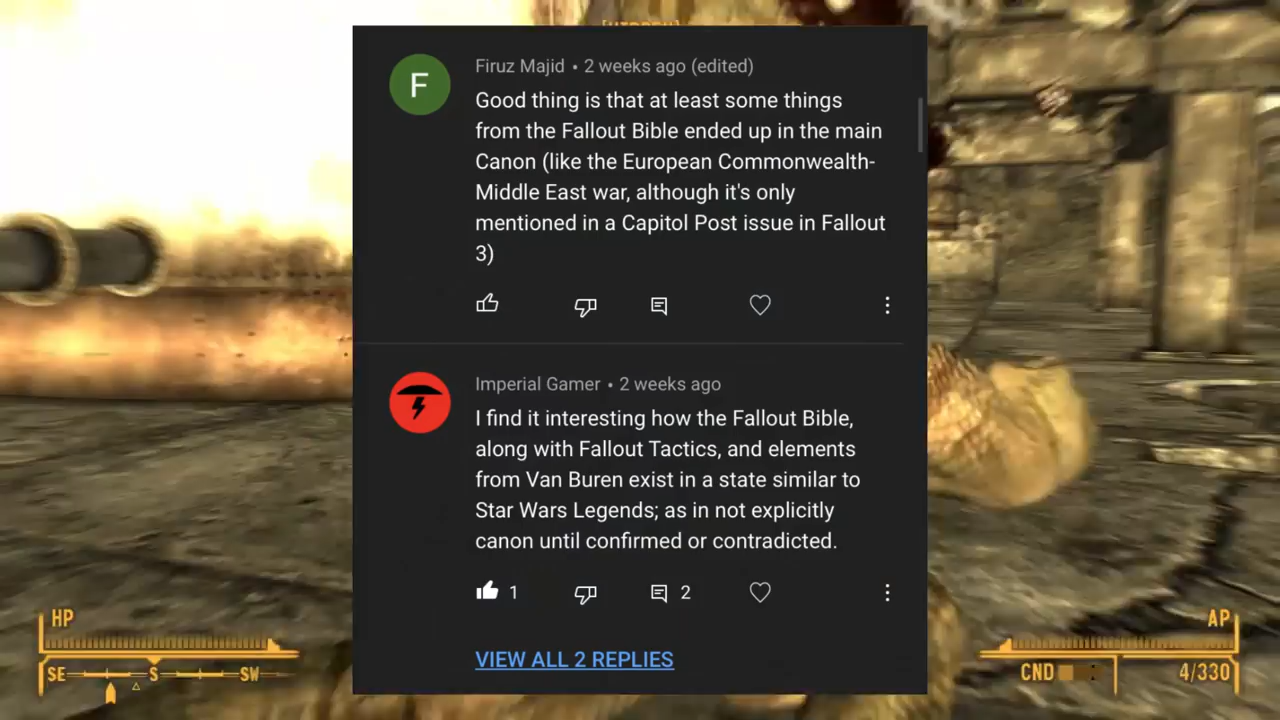 [HIDDEN]
F
Firuz Majid • 2 weeks ago (edited)
Good thing is that at least some things
from the Fallout Bible ended up in the main
Canon (like the European Commonwealth-
Middle East war, although it's only
mentioned in a Capitol Post issue in Fallout
3)
Imperial Gamer • 2 weeks ago
I find it interesting how the Fallout Bible,
along with Fallout Tactics, and elements
from Van Buren exist in a state similar to
Star Wars Legends; as in not explicitly
canon until confirmed or contradicted.
1
2
VIEW ALL 2 REPLIES
HP
SE S SW
AP
CND 4/330